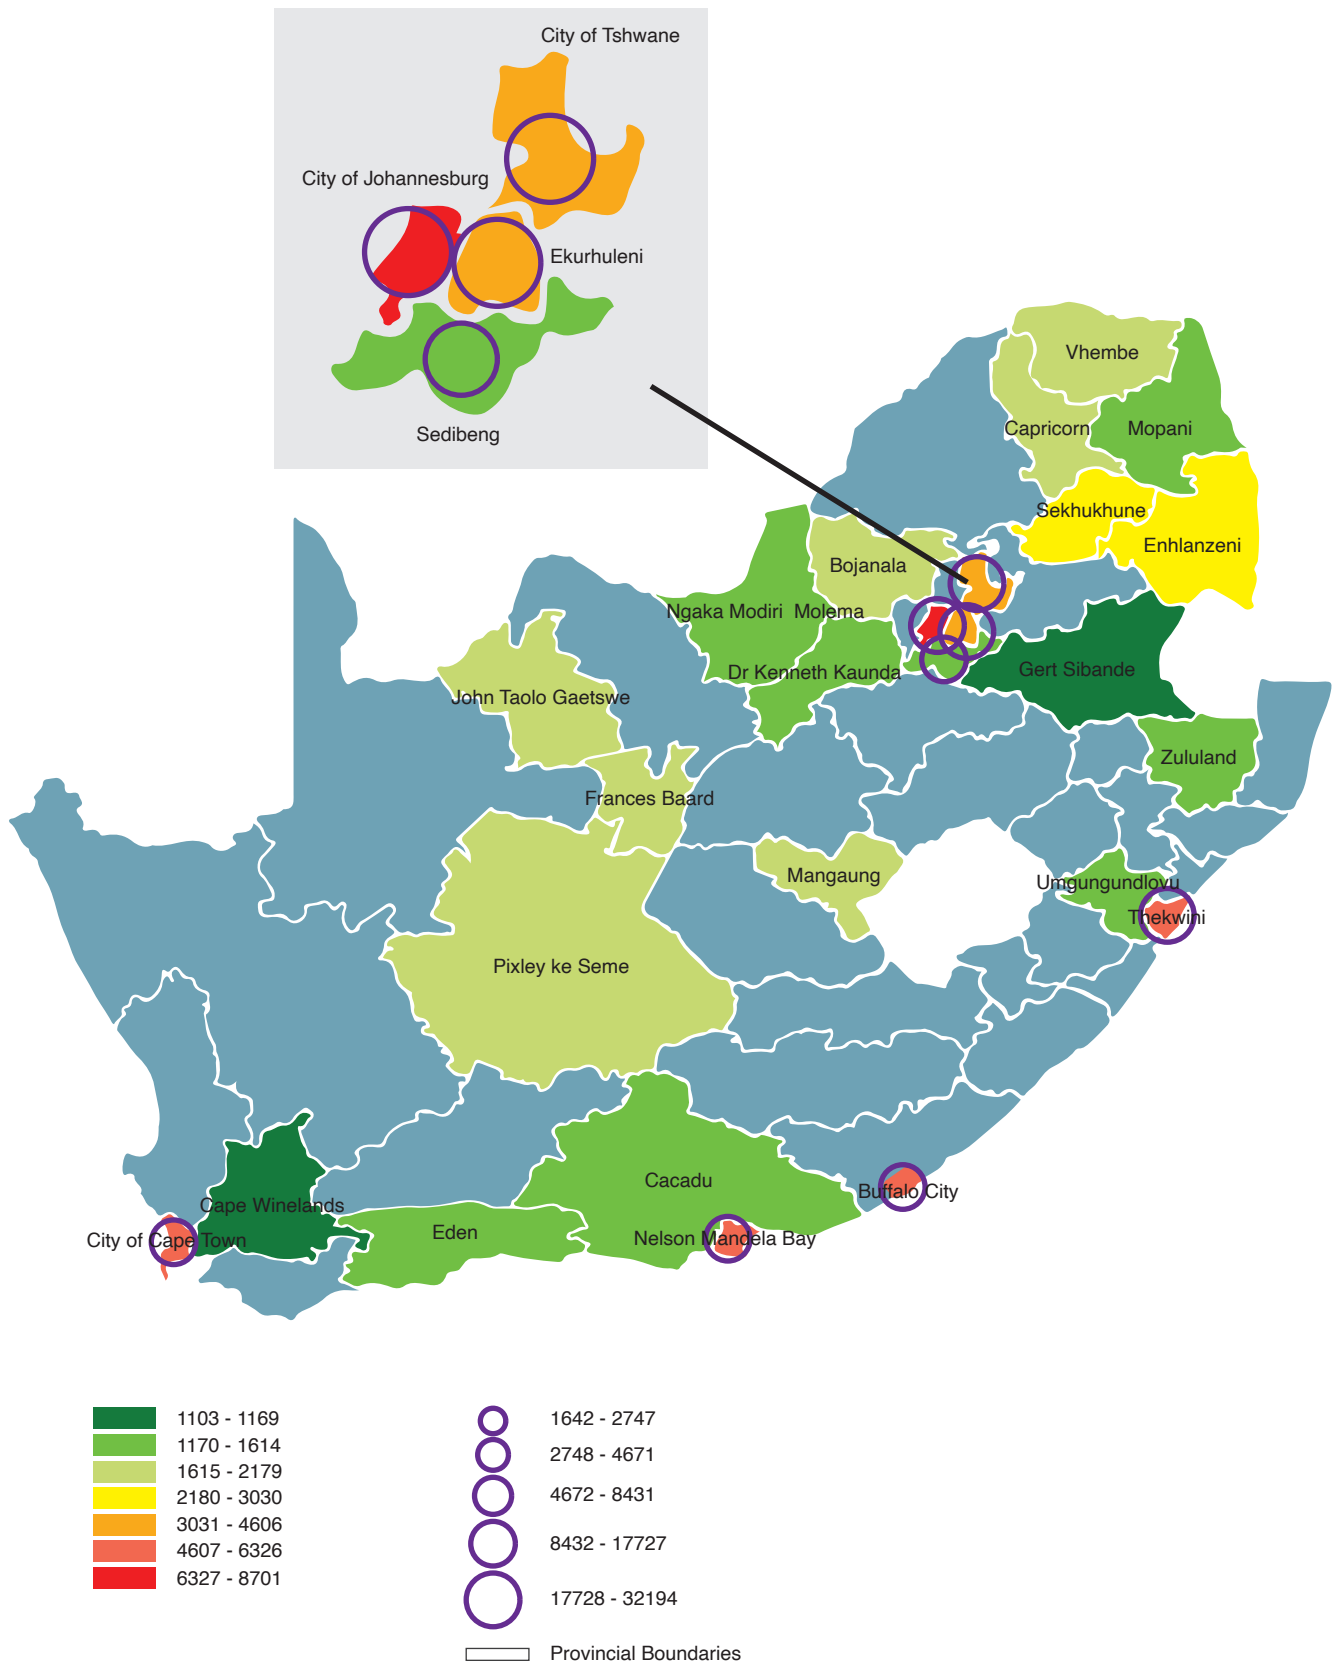 City of Tshwane
City of Johannesburg
Ekurhuleni
Sedibeng
Vhembe
Capricorn
Mopani
Sekhukhune
Enhlanzeni
Bojanala
Ngaka Modiri Molema
Dr Kenneth Kaunda
Gert Sibande
John Taolo Gaetswe
Zululand
Frances Baard
Mangaung
Umgungundlovu
Thekwini
Pixley ke Seme
Cacadu
Buffalo City
Cape Winelands
Eden
Nelson Mandela Bay
City of Cape Town
1103 - 1169
1170 - 1614
1615 - 2179
2180 - 3030
3031 - 4606
4607 - 6326
6327 - 8701
1642 - 2747
2748 - 4671
4672 - 8431
8432 - 17727
17728 - 32194
Provincial Boundaries